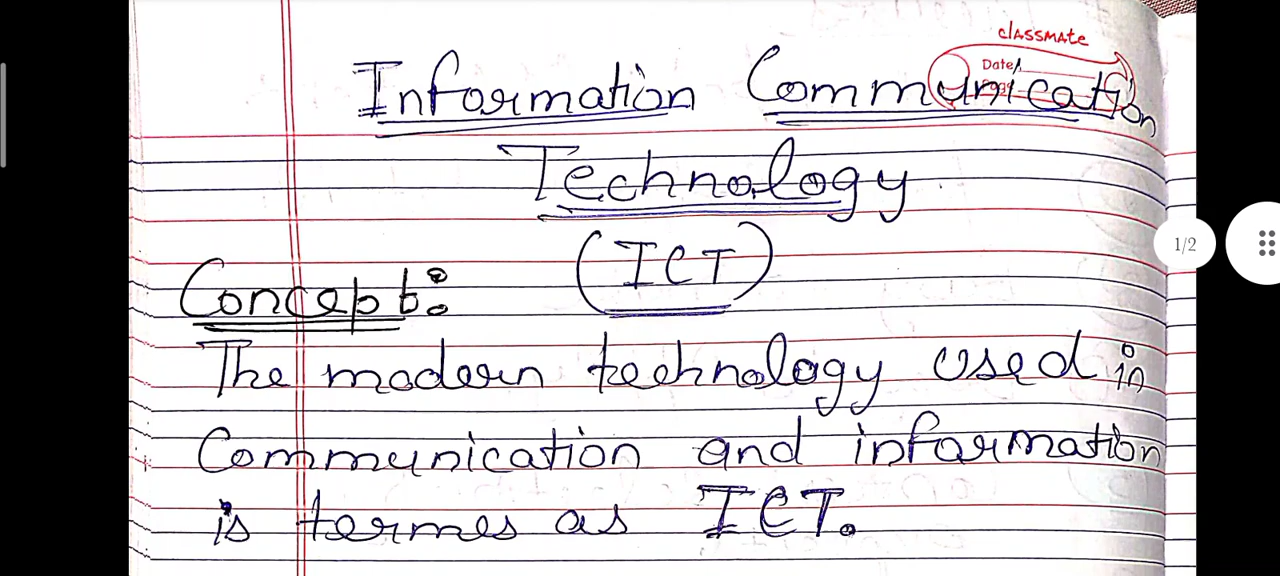 classmate
Date
Information Communication
Technology
(ICT)
Concept:
The modern technology used in
Communication and information
is termes as ICT.
1/2